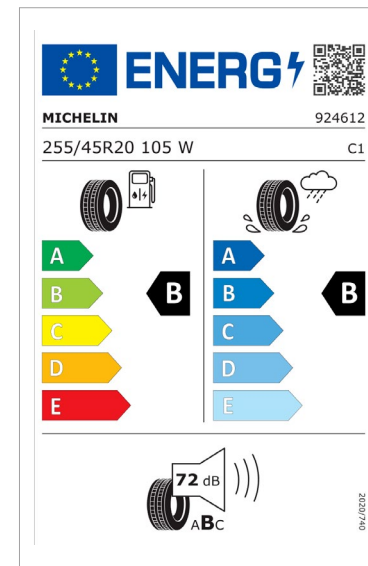 ENERG
MICHELIN 924612
255/45R20 105 W C1
A
B
C
D
E
B
A
B
C
D
E
B
72 dB
ABC
2020/740